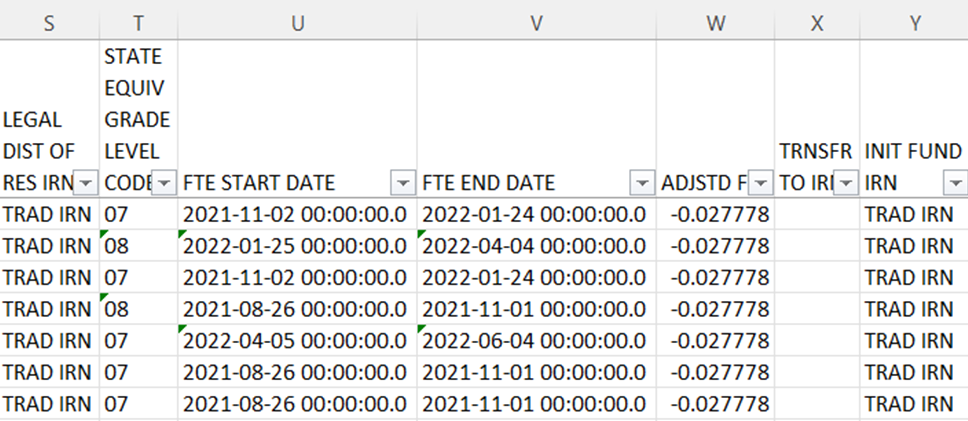 S T U V W X Y
STATE
EQUIV
LEGAL GRADE
DIST OF LEVEL TRNSFR INIT FUND
RES IRN CODE FTE START DATE FTE END DATE ADJSTD F TO IRN IRN
TRAD IRN 07 2021-11-02 00:00:00.0 2022-01-24 00:00:00.0 -0.027778 TRAD IRN
TRAD IRN 08 2022-01-25 00:00:00.0 2022-04-04 00:00:00.0 -0.027778 TRAD IRN
TRAD IRN 07 2021-11-02 00:00:00.0 2022-01-24 00:00:00.0 -0.027778 TRAD IRN
TRAD IRN 08 2021-08-26 00:00:00.0 2021-11-01 00:00:00.0 -0.027778 TRAD IRN
TRAD IRN 07 2022-04-05 00:00:00.0 2022-06-04 00:00:00.0 -0.027778 TRAD IRN
TRAD IRN 07 2021-08-26 00:00:00.0 2021-11-01 00:00:00.0 -0.027778 TRAD IRN
TRAD IRN 07 2021-08-26 00:00:00.0 2021-11-01 00:00:00.0 -0.027778 TRAD IRN